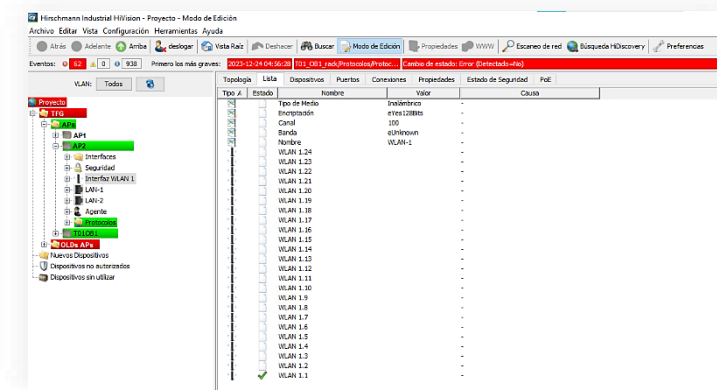 Hirschmann Industrial HiVision - Proyecto - Modo de Edición
Archivo Editar Vista Configuración Herramientas Ayuda
Atrás Adelante Arriba deslogar Vista Raíz Deshacer Buscar Modo de Edición Propiedades WWW Escaneo de red Búsqueda HiDiscovery Preferencias
Eventos: 62 0 938 Primero los más graves: 2023-12-24 04:56:28 T01_OB1_rack|Protocolos/Protoc... Cambio de estado: Error (Detectado=No)
VLAN: Todos
Topología Lista Dispositivos Puertos Conexiones Propiedades Estado de Seguridad PoE
Tipo Estado Nombre Valor Causa
Proyecto
TFG
APs
AP1
AP2
Interfaces
Seguridad
Interfaz WLAN 1
LAN-1
LAN-2
Agente
Protocolos
T01OB1
OLDs APs
Nuevos Dispositivos
Dispositivos no autorizados
Dispositivos sin utilizar
Tipo de Medio Inalámbrico -
Encriptación eYes128Bits -
Canal 100 -
Banda eUnknown -
Nombre WLAN-1 -
WLAN 1.24 -
WLAN 1.23 -
WLAN 1.22 -
WLAN 1.21 -
WLAN 1.20 -
WLAN 1.19 -
WLAN 1.18 -
WLAN 1.17 -
WLAN 1.16 -
WLAN 1.15 -
WLAN 1.14 -
WLAN 1.13 -
WLAN 1.12 -
WLAN 1.11 -
WLAN 1.10 -
WLAN 1.9 -
WLAN 1.8 -
WLAN 1.7 -
WLAN 1.6 -
WLAN 1.5 -
WLAN 1.4 -
WLAN 1.3 -
WLAN 1.2 -
WLAN 1.1 -